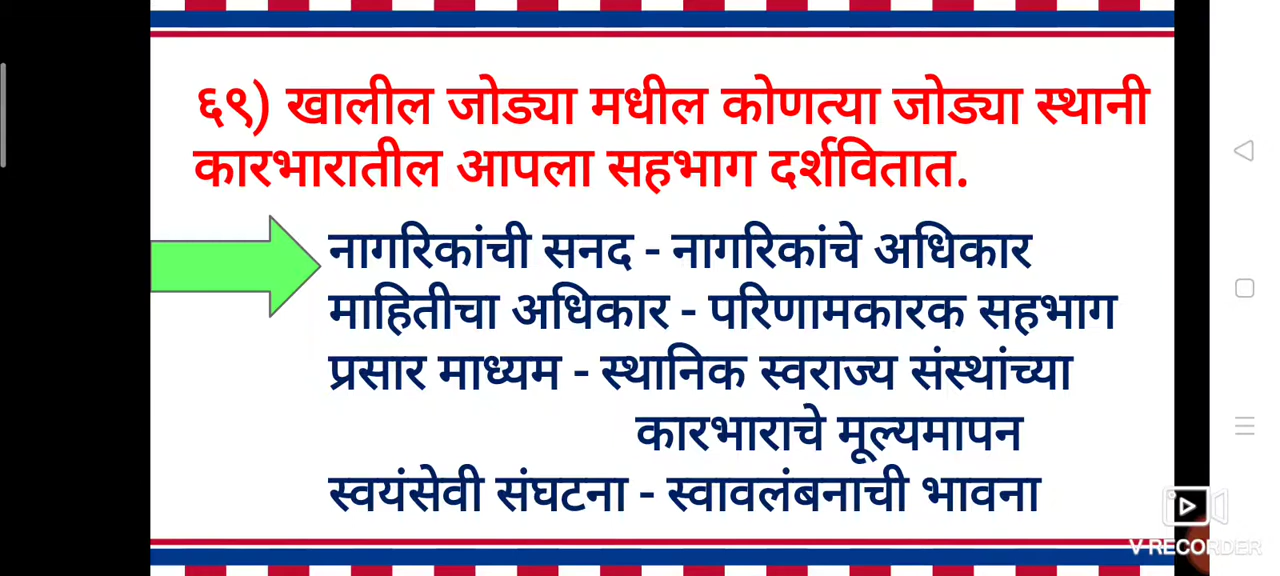 ६९) खालील जोड्या मधील कोणत्या जोड्या स्थानी
कारभारातील आपला सहभाग दर्शवितात.
नागरिकांची सनद - नागरिकांचे अधिकार
माहितीचा अधिकार - परिणामकारक सहभाग
प्रसार माध्यम - स्थानिक स्वराज्य संस्थांच्या
कारभाराचे मूल्यमापन
स्वयंसेवी संघटना - स्वावलंबनाची भावना
V RECORDER